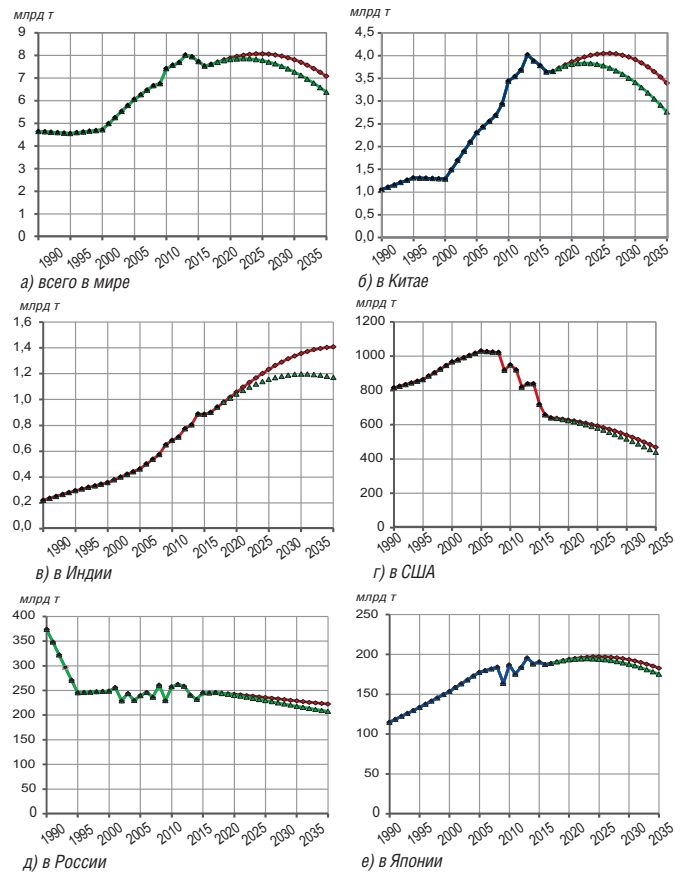 млрд т
9
8
7
6
5
4
3
2
1
0
1990 1995 2000 2005 2010 2015 2020 2025 2030 2035
а) всего в мире
млрд т
4,5
4,0
3,5
3,0
2,5
2,0
1,5
1,0
0,5
0,0
1990 1995 2000 2005 2010 2015 2020 2025 2030 2035
б) в Китае
млрд т
1,6
1,4
1,2
1,0
0,8
0,6
0,4
0,2
0,0
1990 1995 2000 2005 2010 2015 2020 2025 2030 2035
в) в Индии
млрд т
1200
1000
800
600
400
200
0
1990 1995 2000 2005 2010 2015 2020 2025 2030 2035
г) в США
млрд т
400
350
300
250
200
150
100
50
0
1990 1995 2000 2005 2010 2015 2020 2025 2030 2035
д) в России
млрд т
250
200
150
100
50
0
1990 1995 2000 2005 2010 2015 2020 2025 2030 2035
е) в Японии